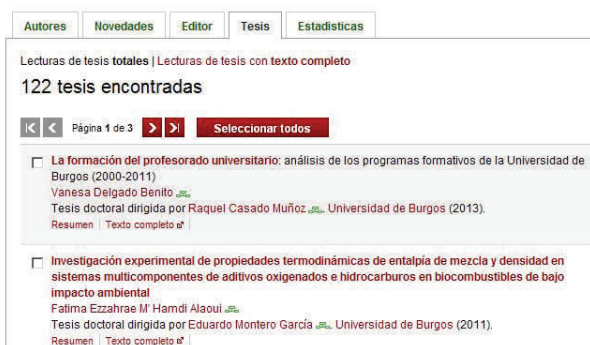 Autores Novedades Editor Tesis Estadisticas
Lecturas de tesis totales | Lecturas de tesis con texto completo
122 tesis encontradas
Página 1 de 3 Seleccionar todos
La formación del profesorado universitario: análisis de los programas formativos de la Universidad de
Burgos (2000-2011)
Vanesa Delgado Benito
Tesis doctoral dirigida por Raquel Casado Muñoz. Universidad de Burgos (2013).
Resumen | Texto completo
Investigación experimental de propiedades termodinámicas de entalpía de mezcla y densidad en
sistemas multicomponentes de aditivos oxigenados e hidrocarburos en biocombustibles de bajo
impacto ambiental
Fatima Ezzahrae M' Hamdi Alaoui
Tesis doctoral dirigida por Eduardo Montero García. Universidad de Burgos (2011).
Resumen | Texto completo